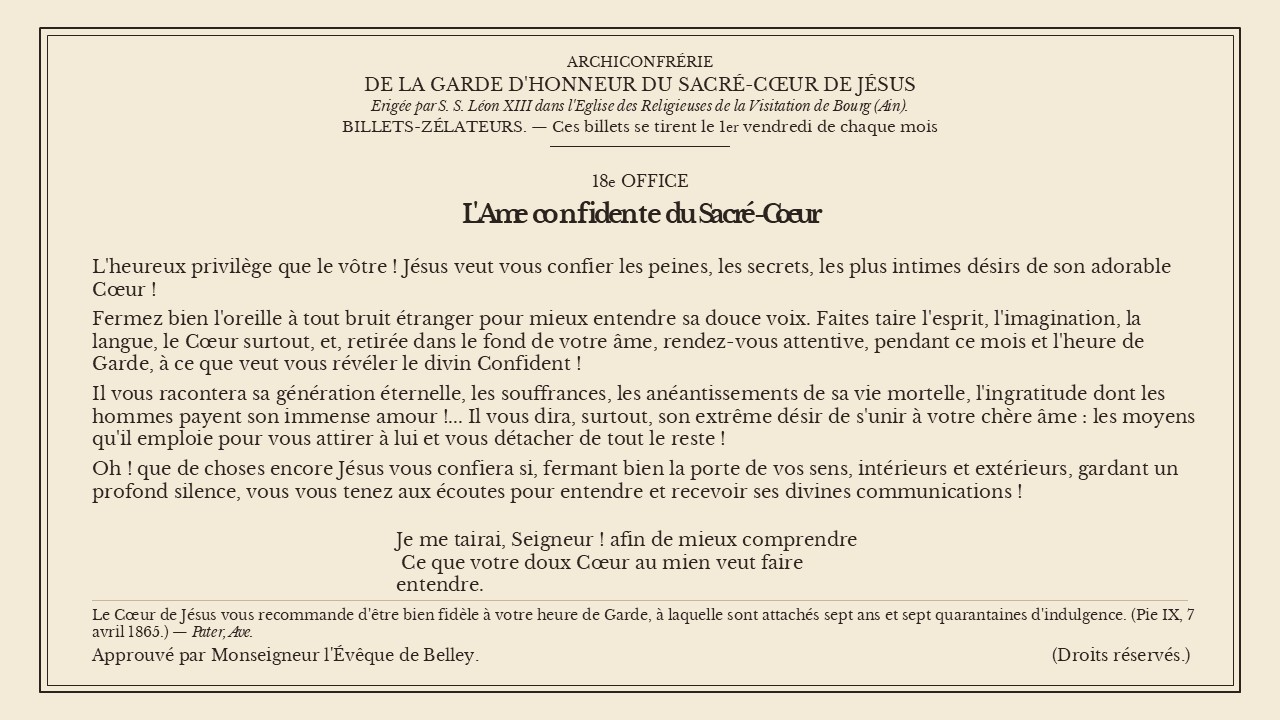 ARCHICONFRÉRIE
DE LA GARDE D'HONNEUR DU SACRÉ-CŒUR DE JÉSUS
Erigée par S. S. Léon XIII dans l'Eglise des Religieuses de la Visitation de Bourg (Ain).
BILLETS-ZÉLATEURS. — Ces billets se tirent le 1er vendredi de chaque mois
18e OFFICE
L'Ame confidente du Sacré-Cœur
L'heureux privilège que le vôtre ! Jésus veut vous confier les peines, les secrets, les plus intimes désirs de son adorable
Cœur !
Fermez bien l'oreille à tout bruit étranger pour mieux entendre sa douce voix. Faites taire l'esprit, l'imagination, la
langue, le Cœur surtout, et, retirée dans le fond de votre âme, rendez-vous attentive, pendant ce mois et l'heure de
Garde, à ce que veut vous révéler le divin Confident !
Il vous racontera sa génération éternelle, les souffrances, les anéantissements de sa vie mortelle, l'ingratitude dont les
hommes payent son immense amour !... Il vous dira, surtout, son extrême désir de s'unir à votre chère âme : les moyens
qu'il emploie pour vous attirer à lui et vous détacher de tout le reste !
Oh ! que de choses encore Jésus vous confiera si, fermant bien la porte de vos sens, intérieurs et extérieurs, gardant un
profond silence, vous vous tenez aux écoutes pour entendre et recevoir ses divines communications !
Je me tairai, Seigneur ! afin de mieux comprendre
Ce que votre doux Cœur au mien veut faire
entendre.
Le Cœur de Jésus vous recommande d'être bien fidèle à votre heure de Garde, à laquelle sont attachés sept ans et sept quarantaines d'indulgence. (Pie IX, 7
avril 1865.) — Pater, Ave.
Approuvé par Monseigneur l'Évêque de Belley. (Droits réservés.)